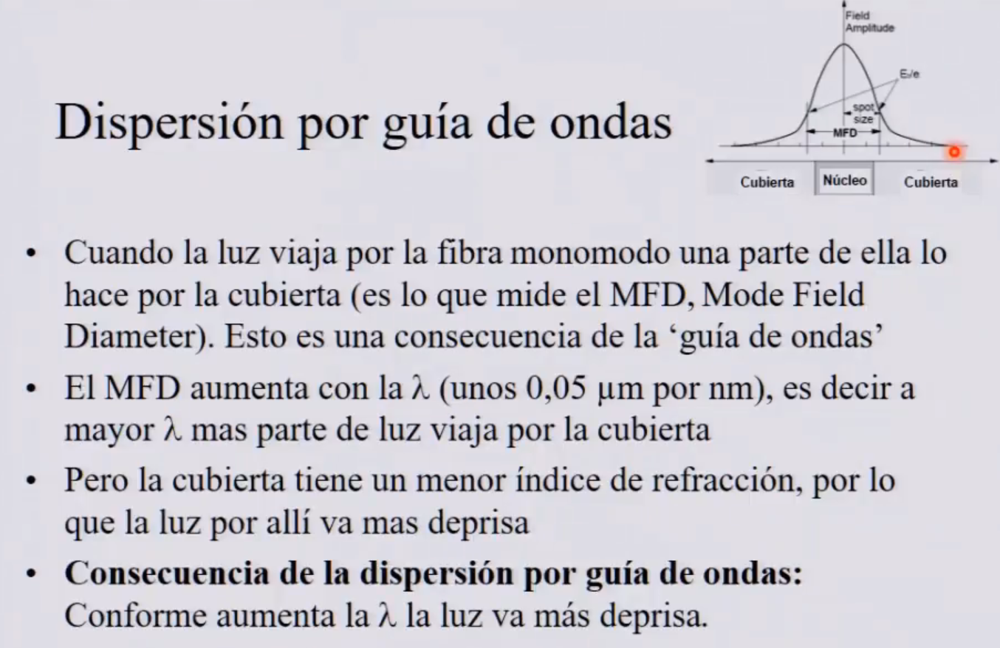 Field
Amplitude
E₀/e
spot
size
MFD
Cubierta
Núcleo
Cubierta
Dispersión por guía de ondas
• Cuando la luz viaja por la fibra monomodo una parte de ella lo
hace por la cubierta (es lo que mide el MFD, Mode Field
Diameter). Esto es una consecuencia de la ‘guía de ondas’
• El MFD aumenta con la λ (unos 0,05 µm por nm), es decir a
mayor λ mas parte de luz viaja por la cubierta
• Pero la cubierta tiene un menor índice de refracción, por lo
que la luz por allí va mas deprisa
• Consecuencia de la dispersión por guía de ondas:
Conforme aumenta la λ la luz va más deprisa.